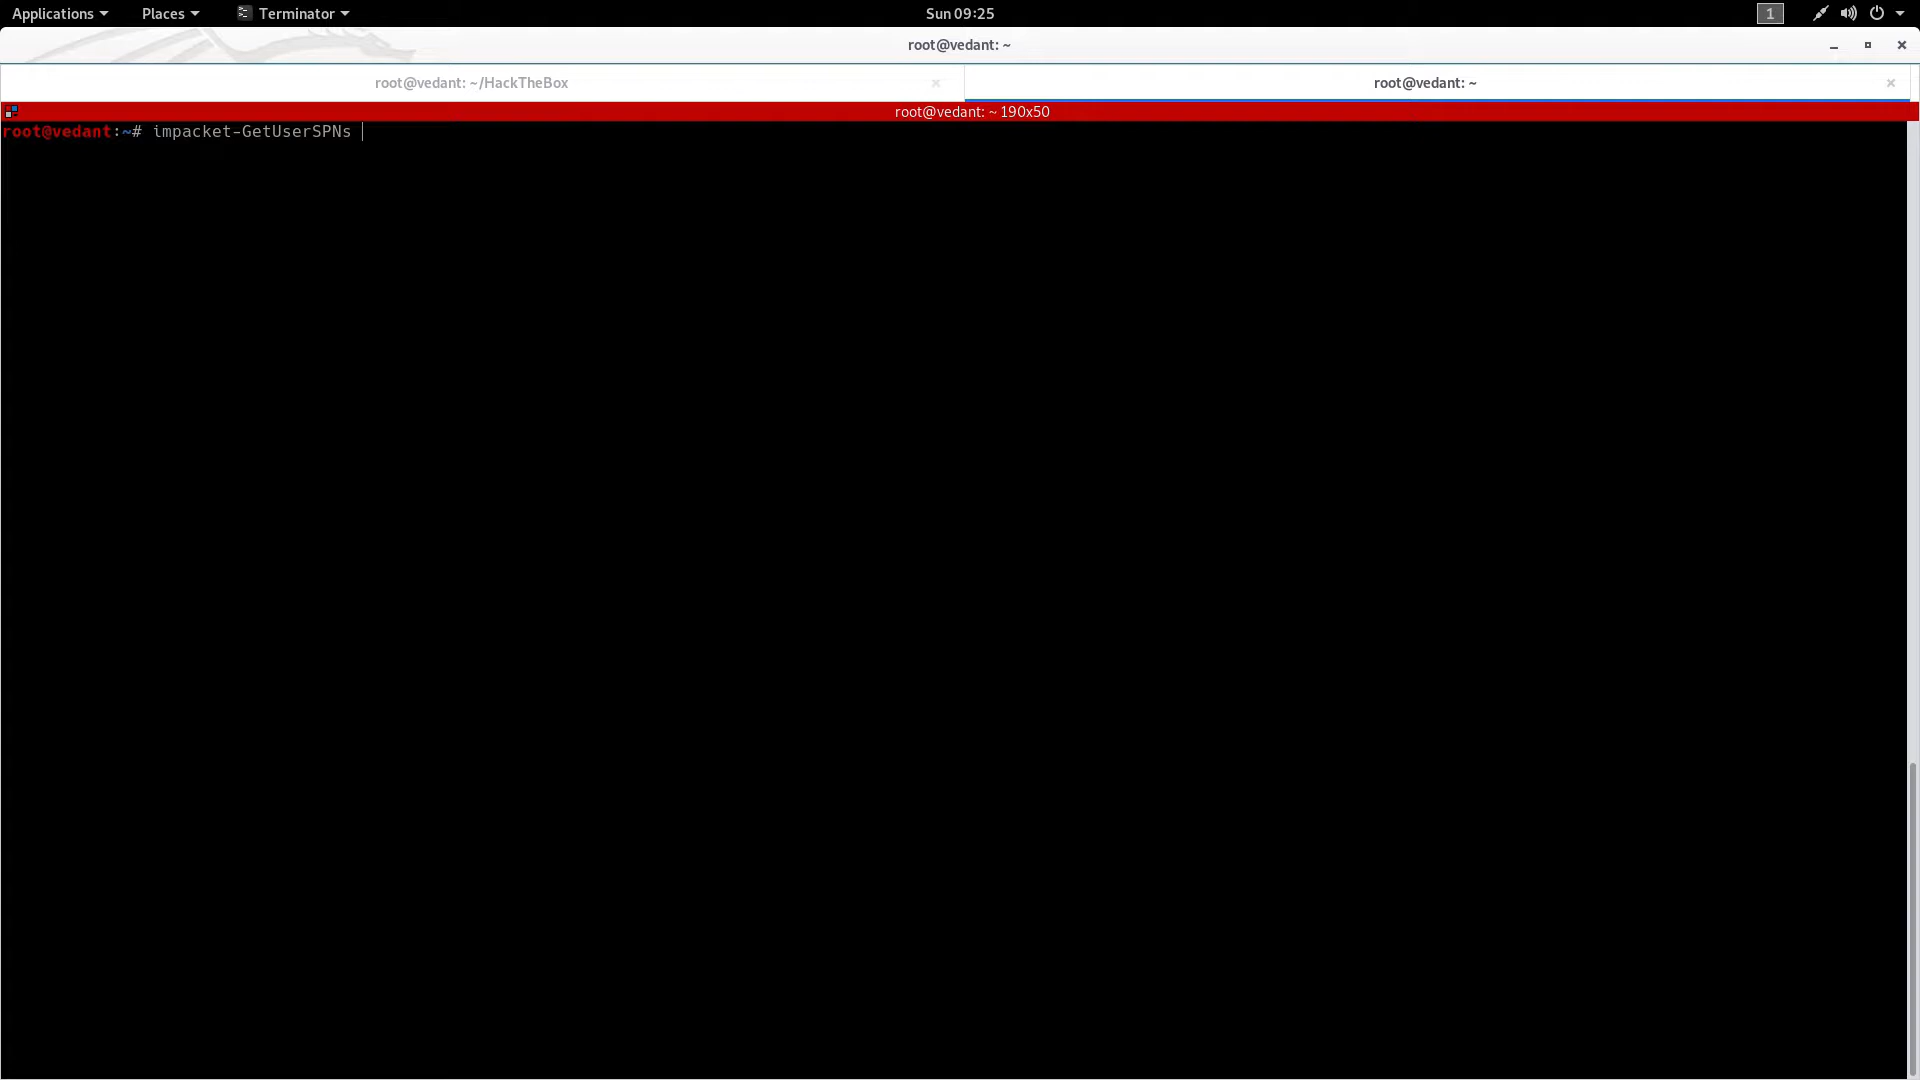 Applications Places Terminator Sun 09:25 1
root@vedant: ~
root@vedant: ~/HackTheBox × root@vedant: ~ ×
root@vedant: ~ 190x50
root@vedant:~# impacket-GetUserSPNs